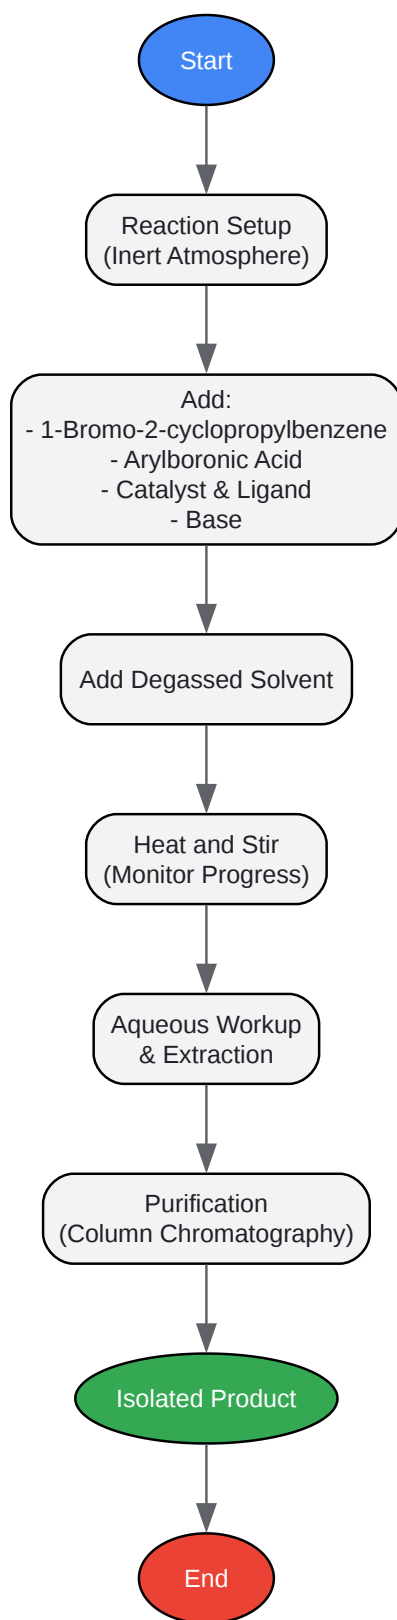 Start
Reaction Setup
(Inert Atmosphere)
Add:
- 1-Bromo-2-cyclopropylbenzene
- Arylboronic Acid
- Catalyst & Ligand
- Base
Add Degassed Solvent
Heat and Stir
(Monitor Progress)
Aqueous Workup
& Extraction
Purification
(Column Chromatography)
Isolated Product
End